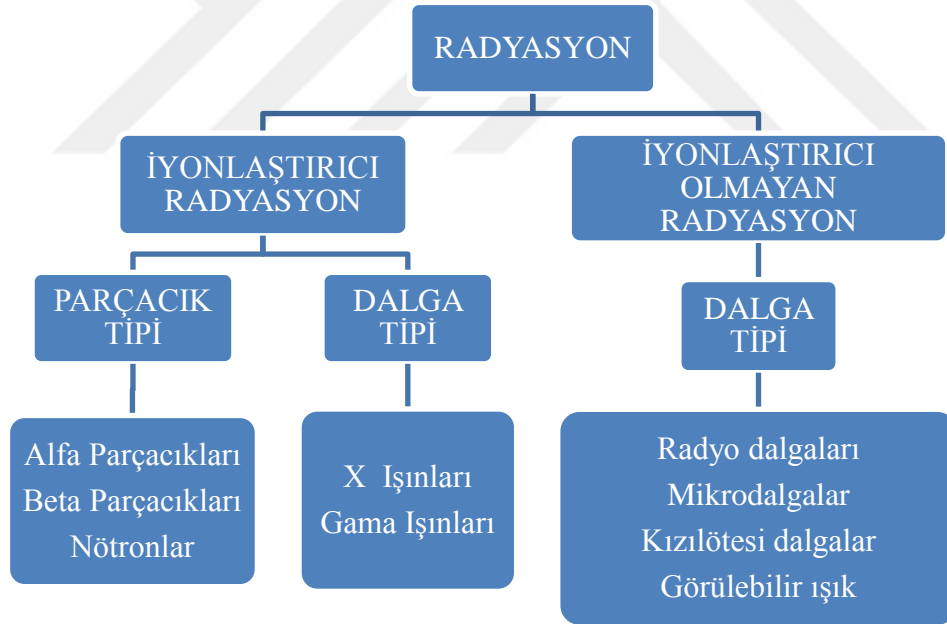 RADYASYON
İYONLAŞTIRICI
RADYASYON
İYONLAŞTIRICI
OLMAYAN
RADYASYON
PARÇACIK
TİPİ
DALGA
TİPİ
DALGA
TİPİ
Alfa Parçacıkları
Beta Parçacıkları
Nötronlar
X Işınları
Gama Işınları
Radyo dalgaları
Mikrodalgalar
Kızılötesi dalgalar
Görülebilir ışık